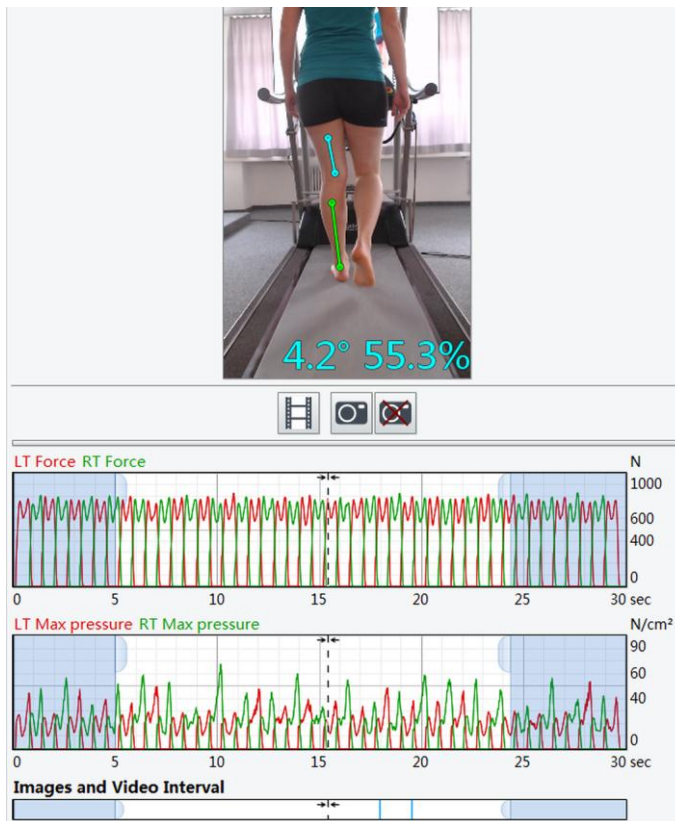 4.2° 55.3%
LT Force RT Force N
1000
600
400
0
0 5 10 15 20 25 30 sec
LT Max pressure RT Max pressure N/cm²
90
60
40
0
0 5 10 15 20 25 30 sec
Images and Video Interval